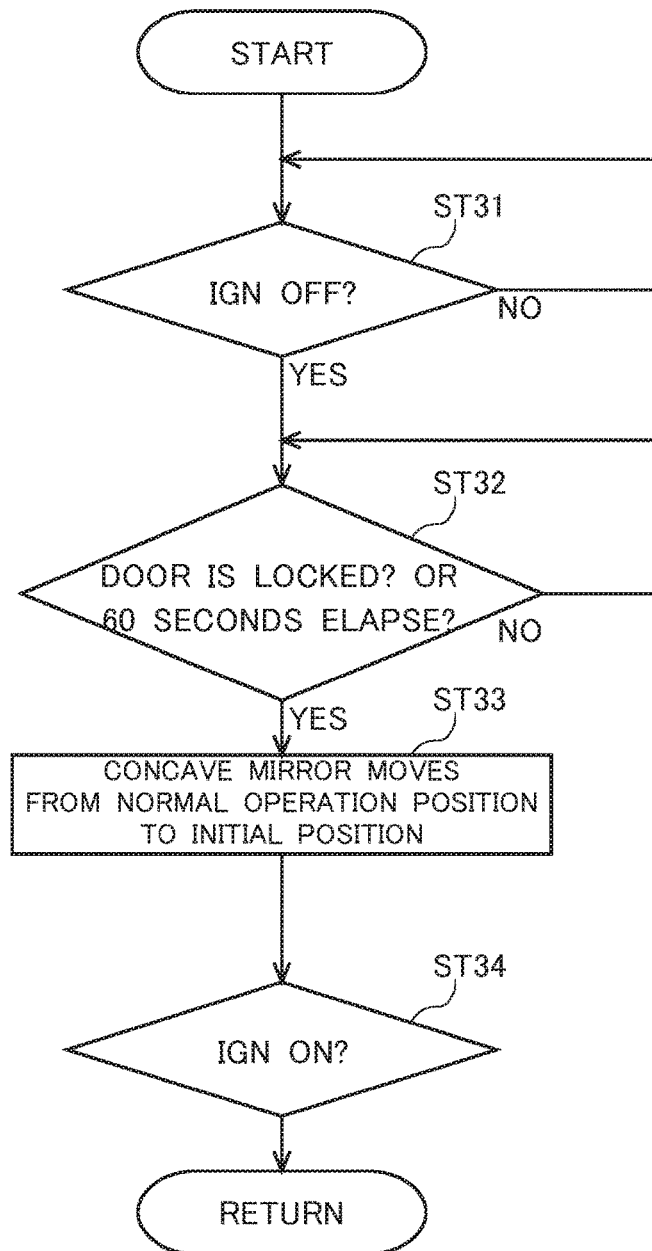 START
ST31
IGN OFF?
NO
YES
ST32
DOOR IS LOCKED? OR
60 SECONDS ELAPSE?
NO
YES
ST33
CONCAVE MIRROR MOVES
FROM NORMAL OPERATION POSITION
TO INITIAL POSITION
ST34
IGN ON?
RETURN